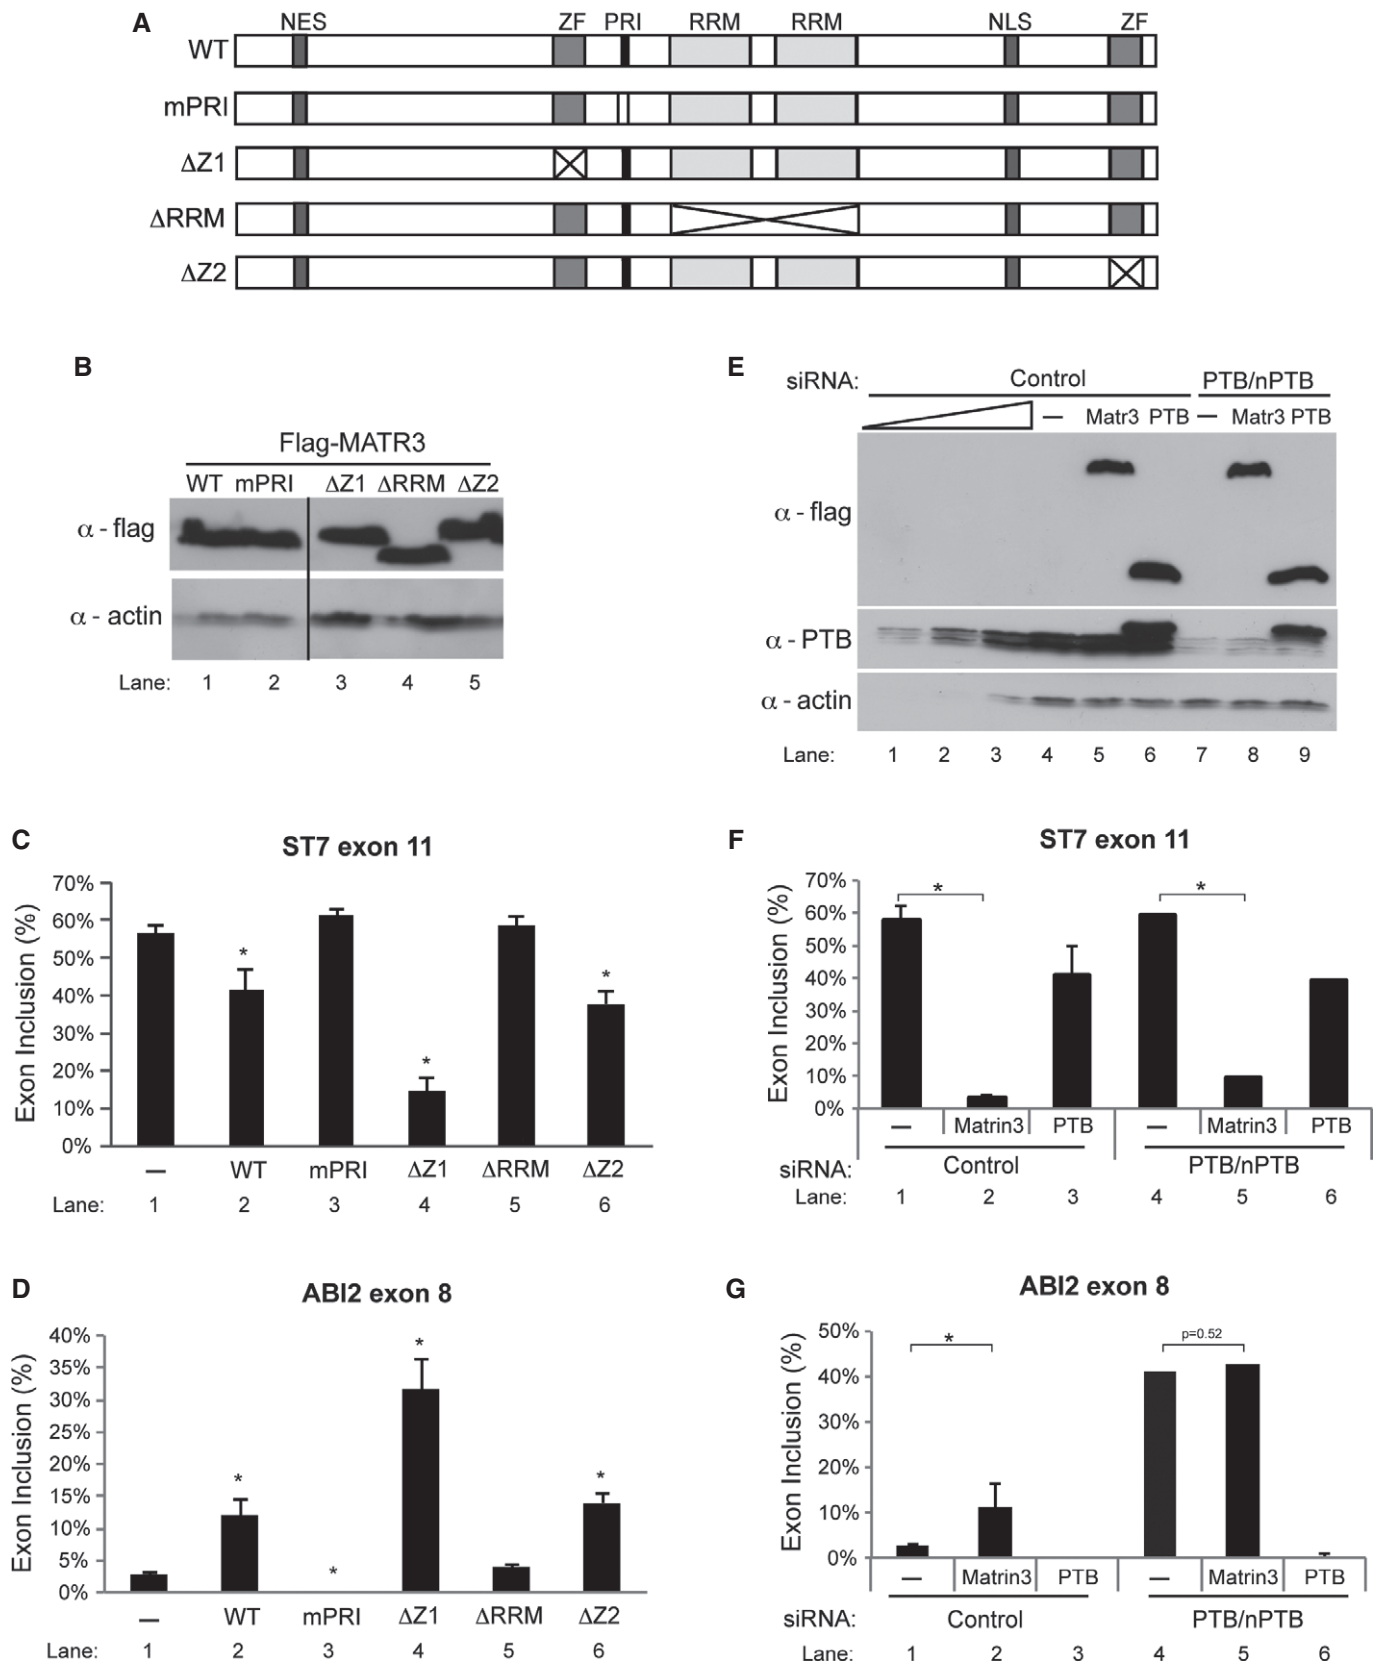 A
NES ZF PRI RRM RRM NLS ZF
WT
mPRI
ΔZ1
ΔRRM
ΔZ2
B
Flag-MATR3
WT mPRI ΔZ1 ΔRRM ΔZ2
α - flag
α - actin
Lane: 1 2 3 4 5
E
siRNA: Control PTB/nPTB
— Matr3 PTB — Matr3 PTB
α - flag
α - PTB
α - actin
Lane: 1 2 3 4 5 6 7 8 9
C
ST7 exon 11
Exon Inclusion (%)
70%
60%
50%
40%
30%
20%
10%
0%
* * *
— WT mPRI ΔZ1 ΔRRM ΔZ2
Lane: 1 2 3 4 5 6
F
ST7 exon 11
Exon Inclusion (%)
70%
60%
50%
40%
30%
20%
10%
0%
* *
— Matrin3 PTB — Matrin3 PTB
siRNA: Control PTB/nPTB
Lane: 1 2 3 4 5 6
D
ABI2 exon 8
Exon Inclusion (%)
40%
35%
30%
25%
20%
15%
10%
5%
0%
* * * *
— WT mPRI ΔZ1 ΔRRM ΔZ2
Lane: 1 2 3 4 5 6
G
ABI2 exon 8
Exon Inclusion (%)
50%
40%
30%
20%
10%
0%
* p=0.52
— Matrin3 PTB — Matrin3 PTB
siRNA: Control PTB/nPTB
Lane: 1 2 3 4 5 6